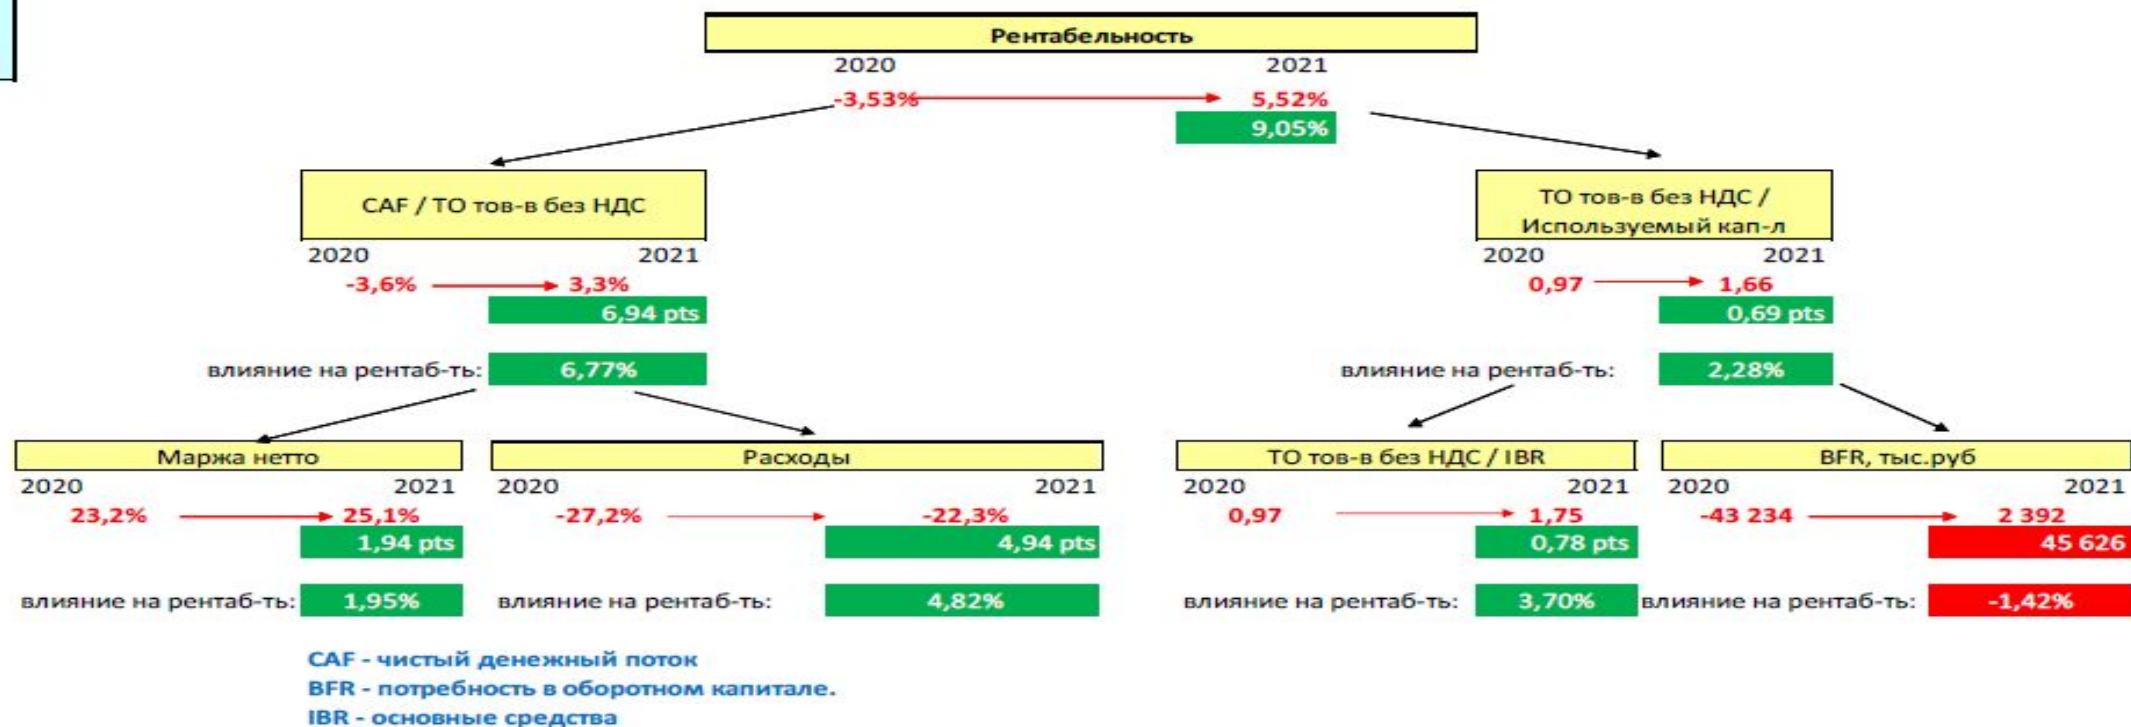 Рентабельность
2020 2021
-3,53% 5,52%
9,05%
CAF / ТО тов-в без НДС
2020 2021
-3,6% 3,3%
6,94 pts
влияние на рентаб-ть: 6,77%
ТО тов-в без НДС /
Используемый кап-л
2020 2021
0,97 1,66
0,69 pts
влияние на рентаб-ть: 2,28%
Маржа нетто
2020 2021
23,2% 25,1%
1,94 pts
влияние на рентаб-ть: 1,95%
Расходы
2020 2021
-27,2% -22,3%
4,94 pts
влияние на рентаб-ть: 4,82%
ТО тов-в без НДС / IBR
2020 2021
0,97 1,75
0,78 pts
влияние на рентаб-ть: 3,70%
BFR, тыс.руб
2020 2021
-43 234 2 392
45 626
влияние на рентаб-ть: -1,42%
CAF - чистый денежный поток
BFR - потребность в оборотном капитале.
IBR - основные средства